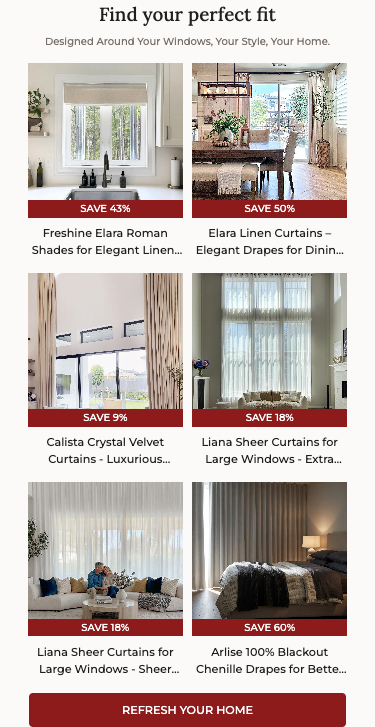 Find your perfect fit
Designed Around Your Windows, Your Style, Your Home.
SAVE 43%
SAVE 50%
Freshine Elara Roman
Shades for Elegant Linen...
Elara Linen Curtains –
Elegant Drapes for Dinin...
SAVE 9%
SAVE 18%
Calista Crystal Velvet
Curtains - Luxurious...
Liana Sheer Curtains for
Large Windows - Extra...
SAVE 18%
SAVE 60%
Liana Sheer Curtains for
Large Windows - Sheer...
Arlise 100% Blackout
Chenille Drapes for Bette...
REFRESH YOUR HOME